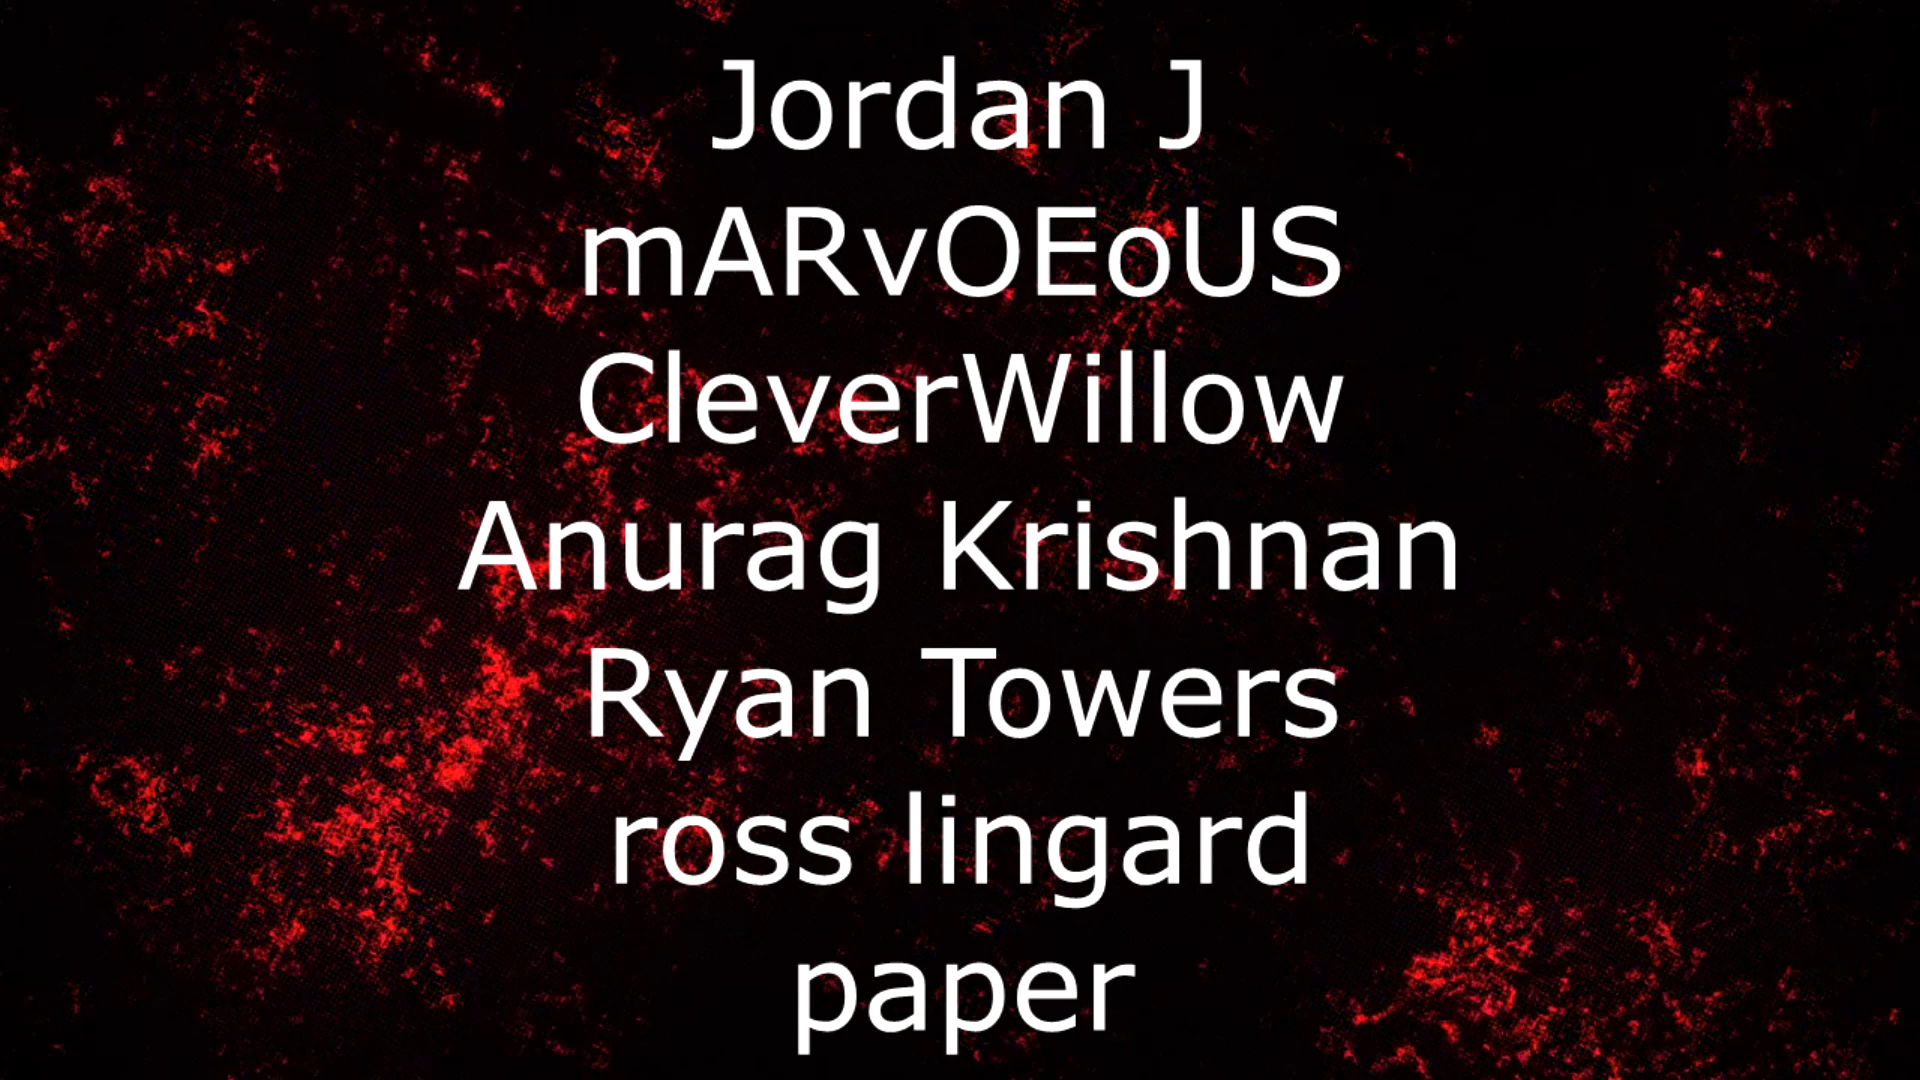 Jordan J
mARvOEoUS
CleverWillow
Anurag Krishnan
Ryan Towers
ross lingard
paper